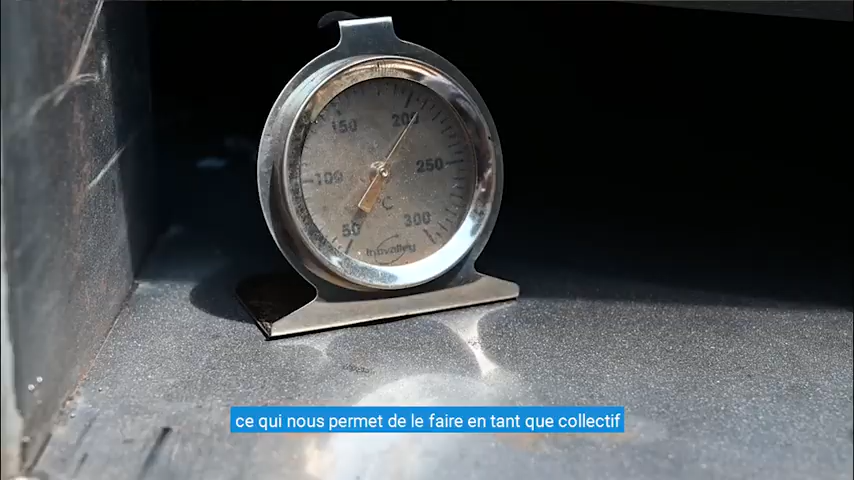 150
200
100
250
°C
50
300
inovalley
ce qui nous permet de le faire en tant que collectif